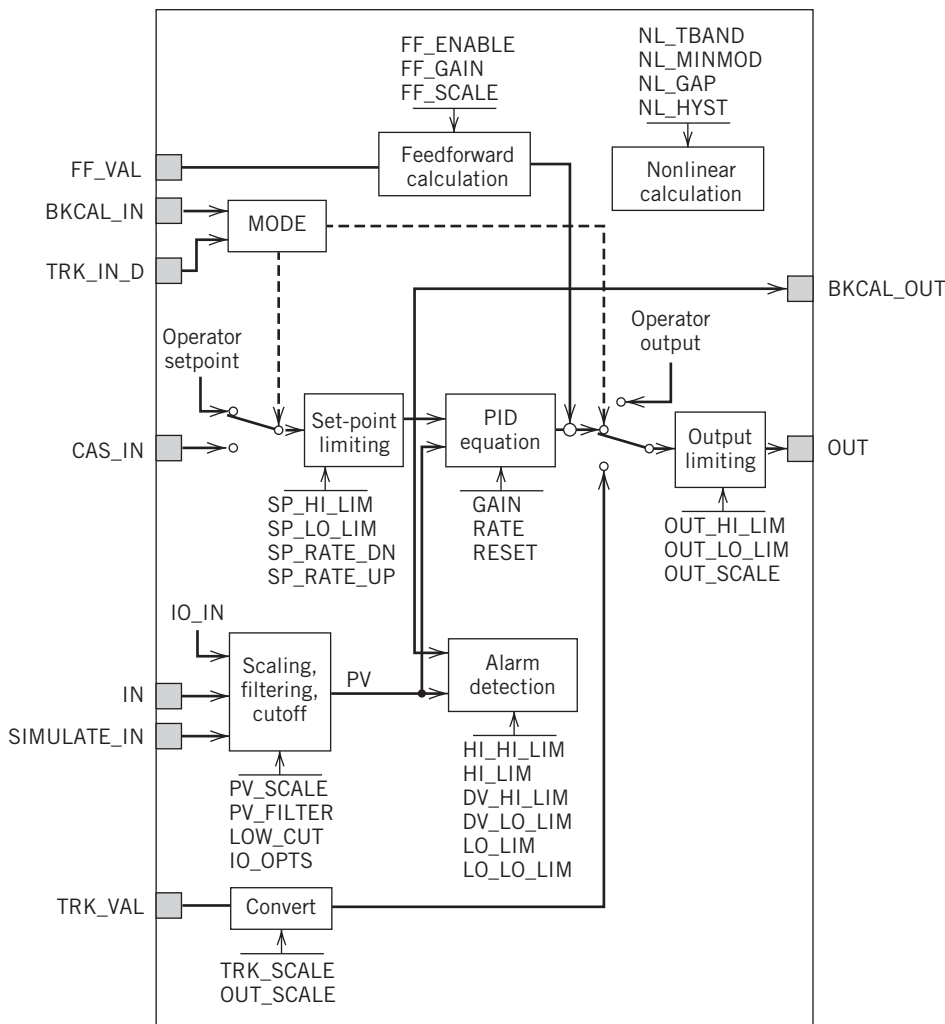 FF_ENABLE
FF_GAIN
FF_SCALE
NL_TBAND
NL_MINMOD
NL_GAP
NL_HYST
FF_VAL
Feedforward
calculation
Nonlinear
calculation
BKCAL_IN
MODE
TRK_IN_D
BKCAL_OUT
Operator
setpoint
Operator
output
CAS_IN
Set-point
limiting
PID
equation
Output
limiting
OUT
SP_HI_LIM
SP_LO_LIM
SP_RATE_DN
SP_RATE_UP
GAIN
RATE
RESET
OUT_HI_LIM
OUT_LO_LIM
OUT_SCALE
IO_IN
IN
SIMULATE_IN
Scaling,
filtering,
cutoff
PV
Alarm
detection
PV_SCALE
PV_FILTER
LOW_CUT
IO_OPTS
HI_HI_LIM
HI_LIM
DV_HI_LIM
DV_LO_LIM
LO_LIM
LO_LO_LIM
TRK_VAL
Convert
TRK_SCALE
OUT_SCALE